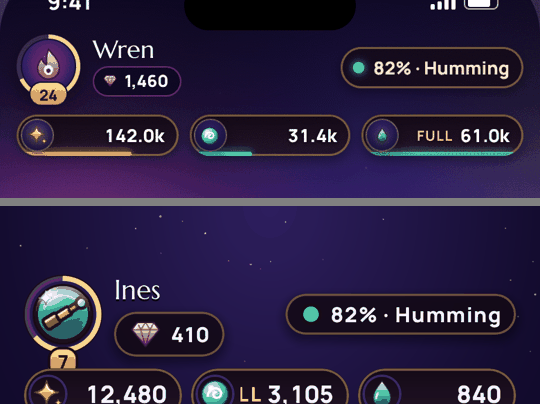 9:41
Wren
1,460
82% · Humming
24
142.0k
31.4k
FULL 61.0k
Ines
410
82% · Humming
7
12,480
LL 3,105
840